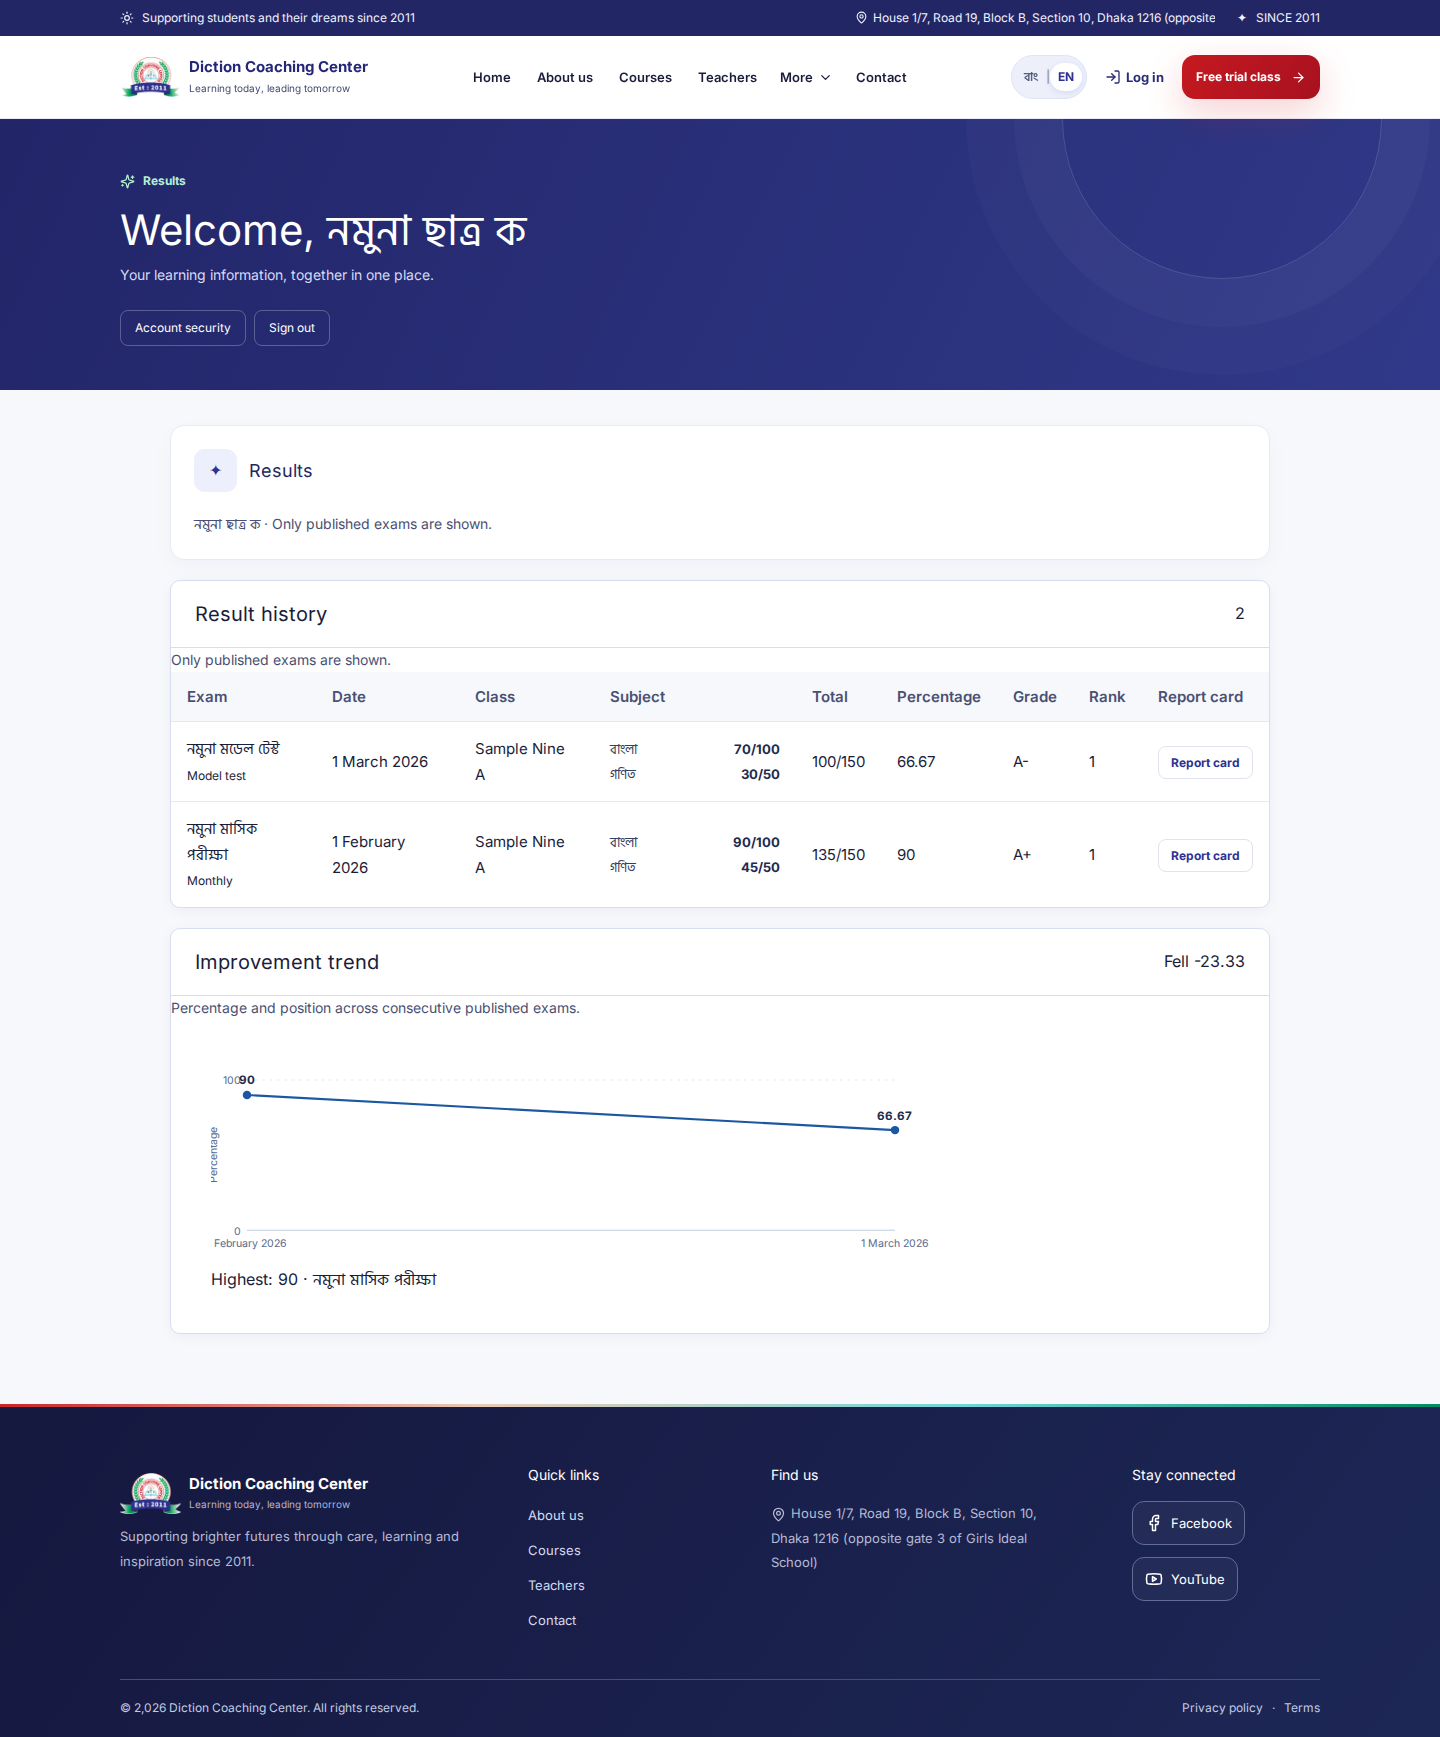 Supporting students and their dreams since 2011
House 1/7, Road 19, Block B, Section 10, Dhaka 1216 (opposite
✦ SINCE 2011
Est : 2011
Diction Coaching Center
Learning today, leading tomorrow
Home About us Courses Teachers More Contact
বাং | EN
Log in
Free trial class
Results
Welcome, নমুনা ছাত্র ক
Your learning information, together in one place.
Account security Sign out
✦ Results
নমুনা ছাত্র ক · Only published exams are shown.
Result history 2
Only published exams are shown.
Exam Date Class Subject Total Percentage Grade Rank Report card
নমুনা মডেল টেস্ট
Model test
1 March 2026
Sample Nine
A
বাংলা 70/100
গণিত 30/50
100/150 66.67 A- 1 Report card
নমুনা মাসিক
পরীক্ষা
Monthly
1 February
2026
Sample Nine
A
বাংলা 90/100
গণিত 45/50
135/150 90 A+ 1 Report card
Improvement trend Fell -23.33
Percentage and position across consecutive published exams.
100
90
66.67
Percentage
0
February 2026 1 March 2026
Highest: 90 · নমুনা মাসিক পরীক্ষা
Est : 2011
Diction Coaching Center
Learning today, leading tomorrow
Supporting brighter futures through care, learning and
inspiration since 2011.
Quick links
About us
Courses
Teachers
Contact
Find us
House 1/7, Road 19, Block B, Section 10,
Dhaka 1216 (opposite gate 3 of Girls Ideal
School)
Stay connected
Facebook
YouTube
© 2,026 Diction Coaching Center. All rights reserved.
Privacy policy · Terms